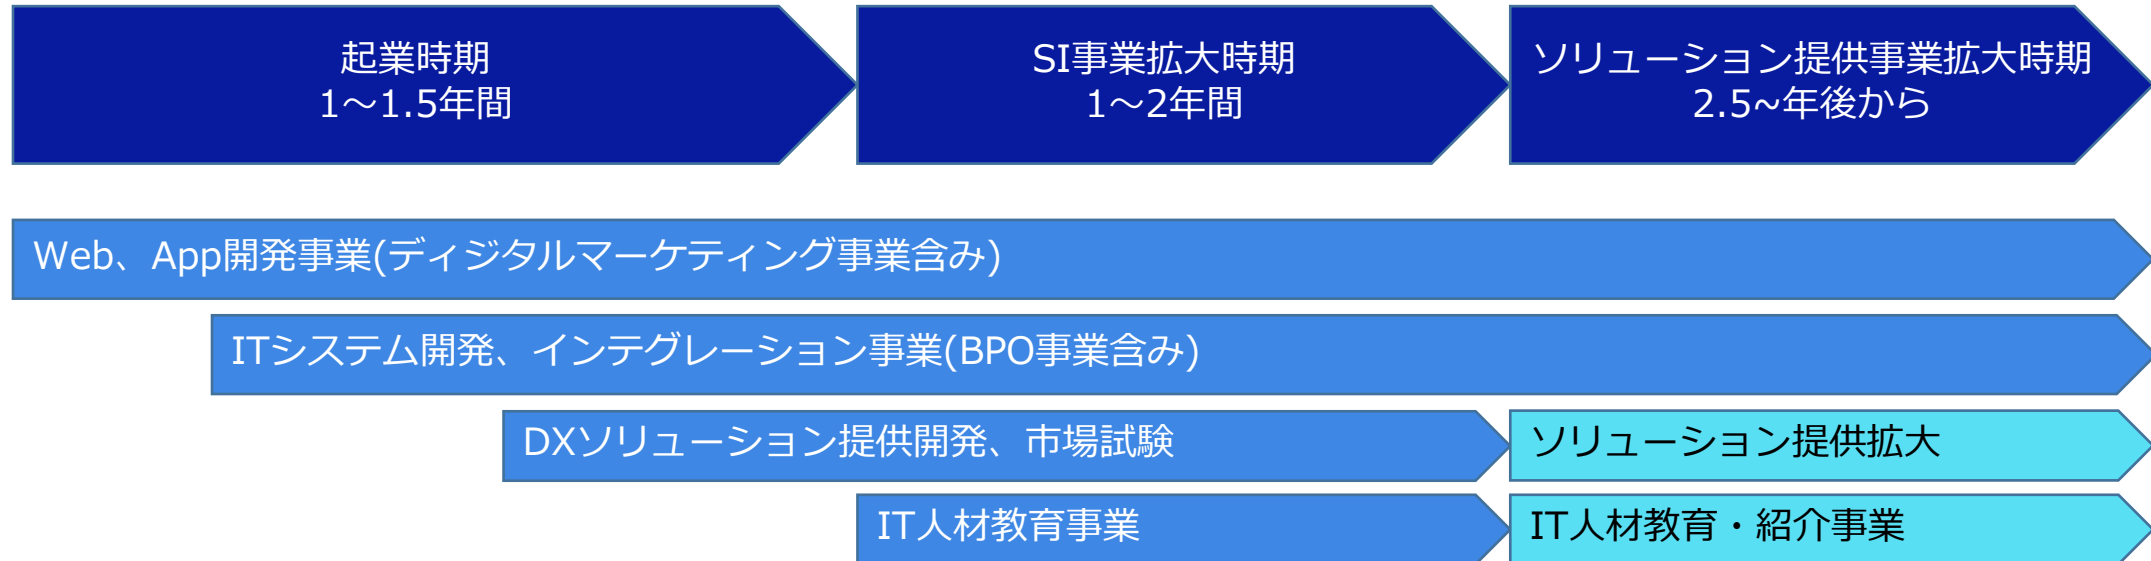 起業時期
1～1.5年間
SI事業拡大時期
1～2年間
ソリューション提供事業拡大時期
2.5~年後から
Web、App開発事業(ディジタルマーケティング事業含み)
ITシステム開発、インテグレーション事業(BPO事業含み)
DXソリューション提供開発、市場試験
ソリューション提供拡大
IT人材教育事業
IT人材教育・紹介事業